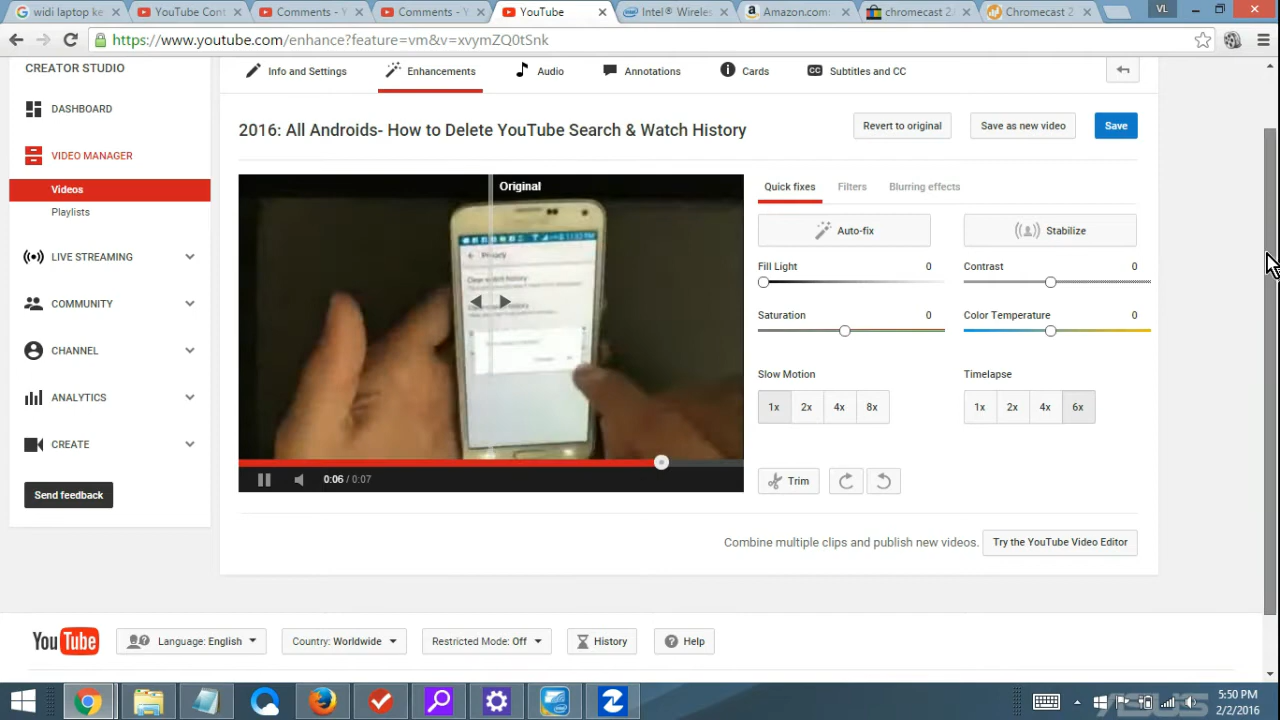 widi laptop ke
YouTube Cont
Comments - Y
Comments - Y
YouTube
Intel® Wireles
Amazon.com:
chromecast 2.
Chromecast 2
VL
https://www.youtube.com/enhance?feature=vm&v=xvymZQ0tSnk
CREATOR STUDIO
DASHBOARD
VIDEO MANAGER
Videos
Playlists
LIVE STREAMING
COMMUNITY
CHANNEL
ANALYTICS
CREATE
Send feedback
Info and Settings
Enhancements
Audio
Annotations
Cards
CC Subtitles and CC
2016: All Androids- How to Delete YouTube Search & Watch History
Revert to original
Save as new video
Save
Original
Privacy
0:06 / 0:07
Quick fixes
Filters
Blurring effects
Auto-fix
Stabilize
Fill Light 0
Contrast 0
Saturation 0
Color Temperature 0
Slow Motion
1x 2x 4x 8x
Timelapse
1x 2x 4x 6x
Trim
Combine multiple clips and publish new videos.
Try the YouTube Video Editor
YouTube
Language: English
Country: Worldwide
Restricted Mode: Off
History
Help
ASUS
5:50 PM
2/2/2016